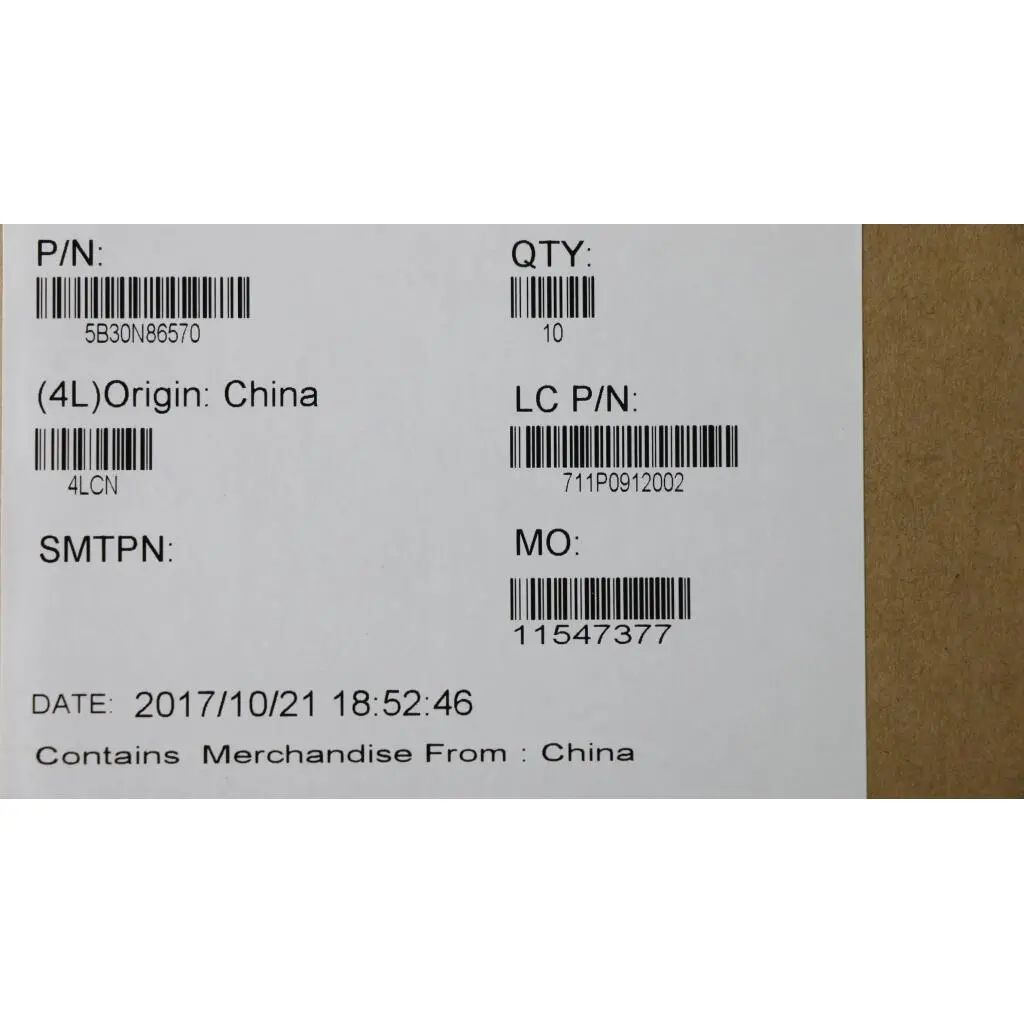 P/N:
5B30N86570
QTY:
10
(4L)Origin: China
4LCN
LC P/N:
711P0912002
SMTPN:
MO:
11547377
DATE: 2017/10/21 18:52:46
Contains Merchandise From : China